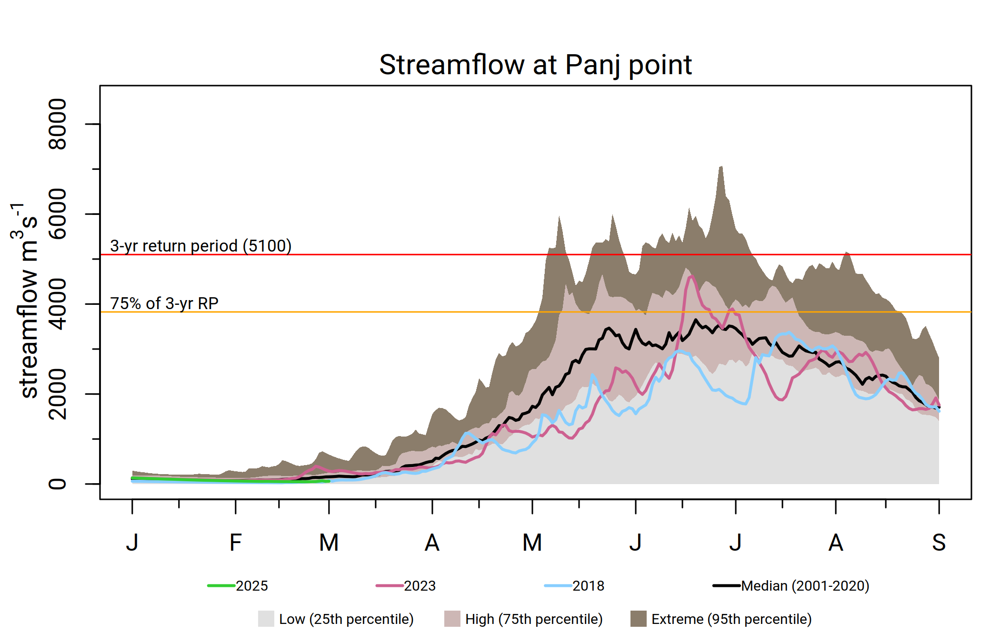 Streamflow at Panj point
streamflow m³s⁻¹
8000
6000
4000
2000
0
3-yr return period (5100)
75% of 3-yr RP
J F M A M J J A S
2025 2023 2018 Median (2001-2020)
Low (25th percentile) High (75th percentile) Extreme (95th percentile)